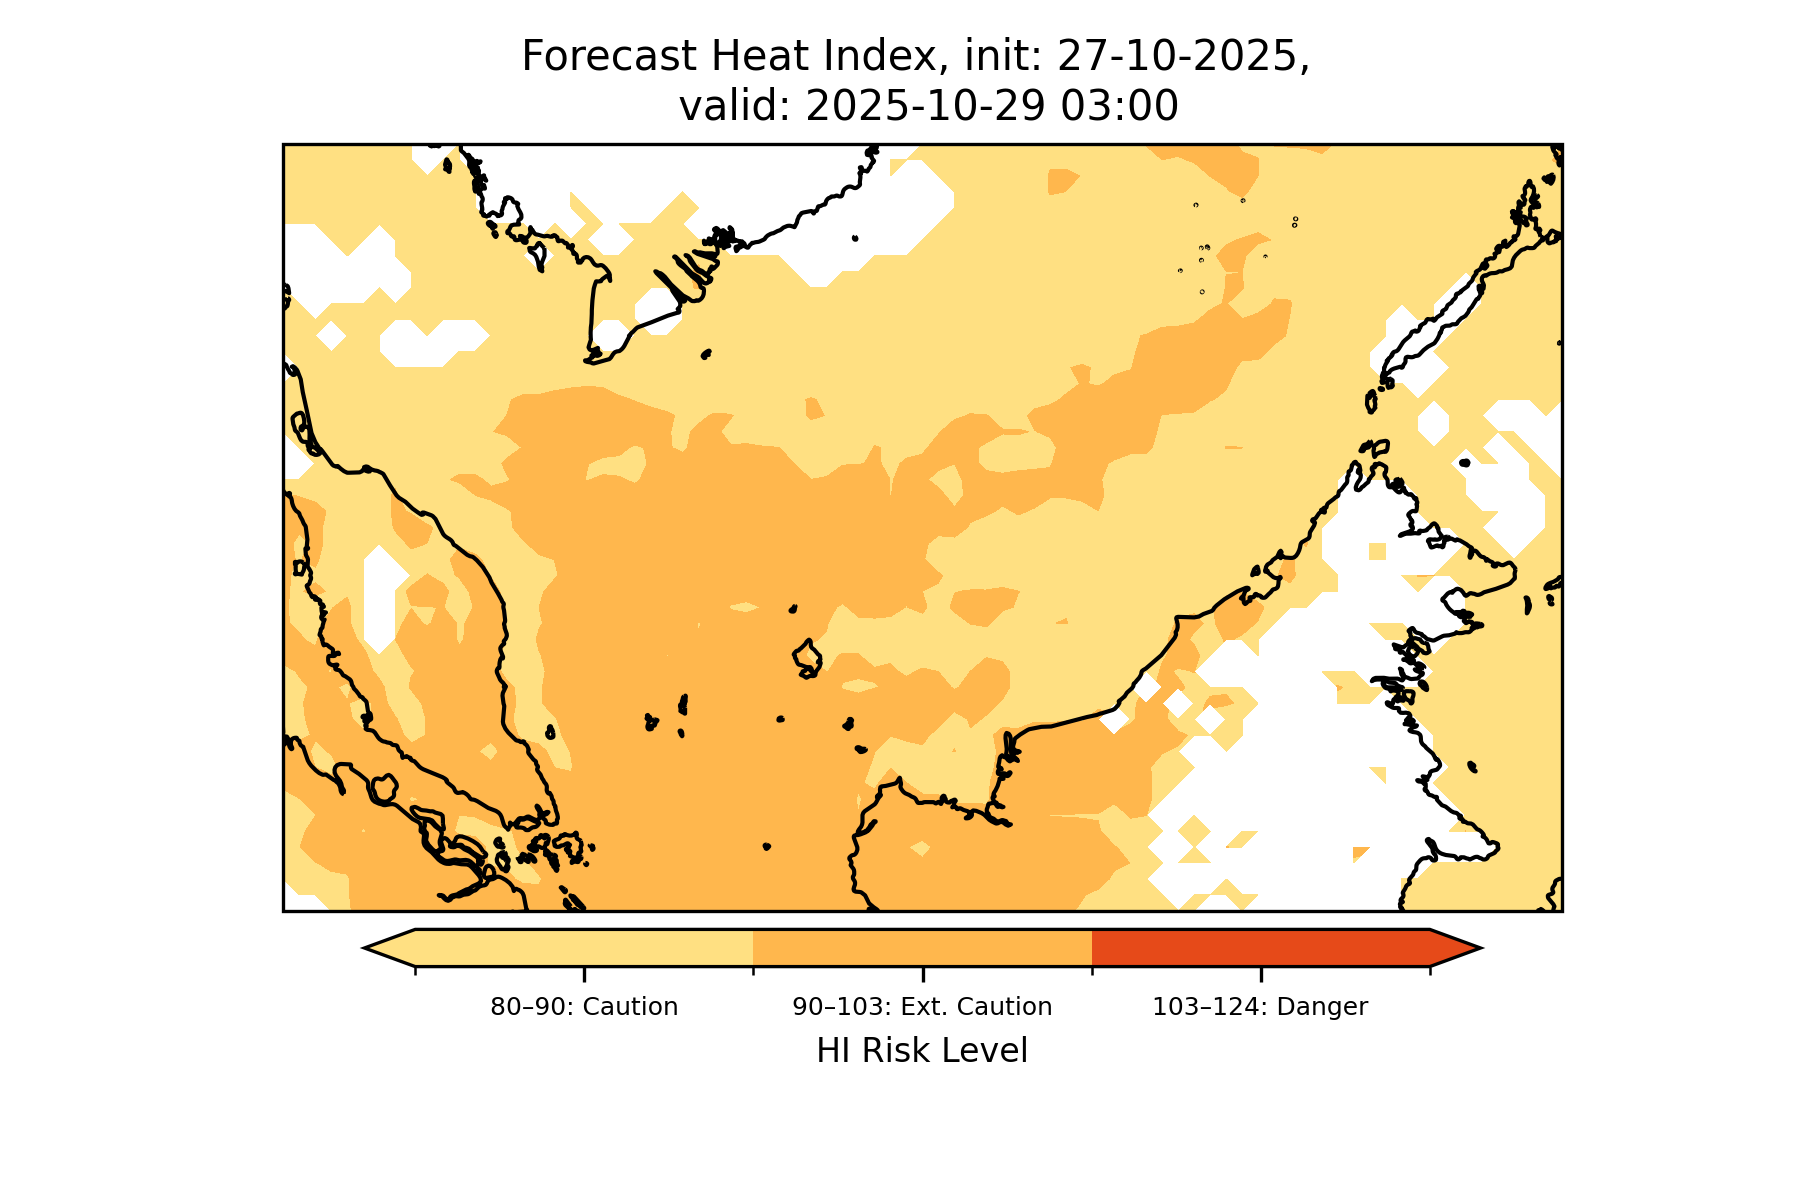 Forecast Heat Index, init: 27-10-2025,
valid: 2025-10-29 03:00
80–90: Caution
90–103: Ext. Caution
103–124: Danger
HI Risk Level